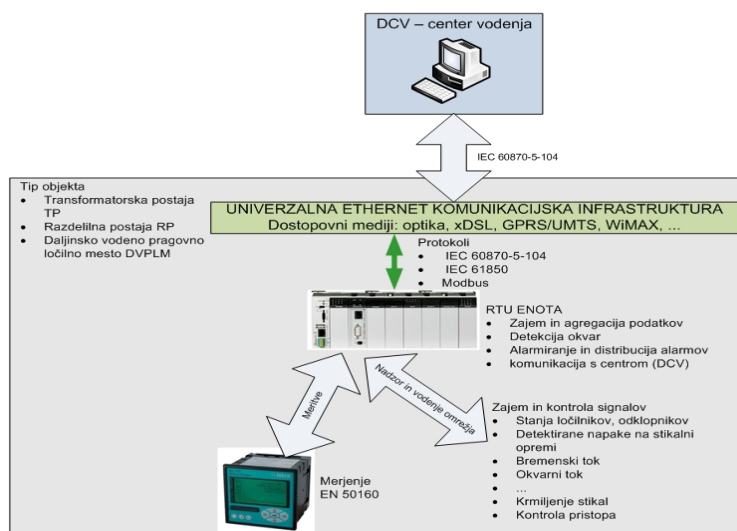 DCV – center vodenja
IEC 60870-5-104
Tip objekta
• Transformatorska postaja
TP
• Razdelilna postaja RP
• Daljinsko vodeno pragovno
ločilno mesto DVPLM
UNIVERZALNA ETHERNET KOMUNIKACIJSKA INFRASTRUKTURA
Dostopovni mediji: optika, xDSL, GPRS/UMTS, WiMAX, ...
Protokoli
• IEC 60870-5-104
• IEC 61850
• Modbus
RTU ENOTA
• Zajem in agregacija podatkov
• Detekcija okvar
• Alarmiranje in distribucija alarmov
• komunikacija s centrom (DCV)
Meritve
Nadzor in vodenje omrežja
Zajem in kontrola signalov
• Stanja ločilnikov, odklopnikov
• Detektirane napake na stikalni
opremi
• Bremenski tok
• Okvarni tok
• ...
• Krmiljenje stikal
• Kontrola pristopa
Merjenje
EN 50160